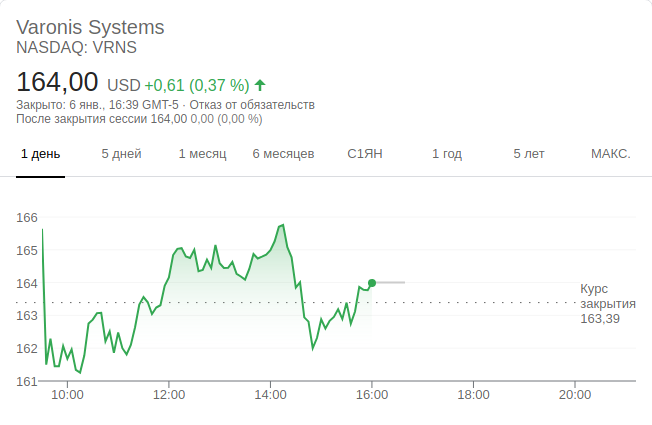 Varonis Systems
NASDAQ: VRNS
164,00 USD +0,61 (0,37 %)
Закрыто: 6 янв., 16:39 GMT-5 · Отказ от обязательств
После закрытия сессии 164,00 0,00 (0,00 %)
1 день 5 дней 1 месяц 6 месяцев С1ЯН 1 год 5 лет МАКС.
166
165
164
163
162
161
Курс
закрытия
163,39
10:00 12:00 14:00 16:00 18:00 20:00